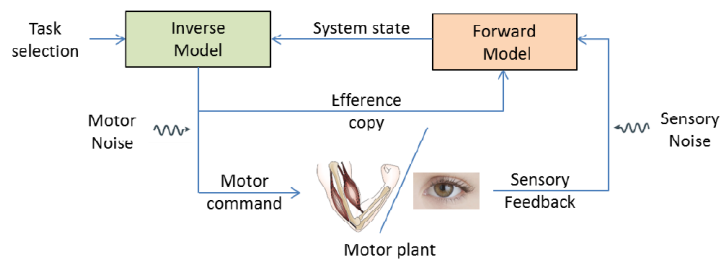 Task
selection
Inverse
Model
System state
Forward
Model
Efference
copy
Motor
Noise
Sensory
Noise
Motor
command
Sensory
Feedback
Motor plant